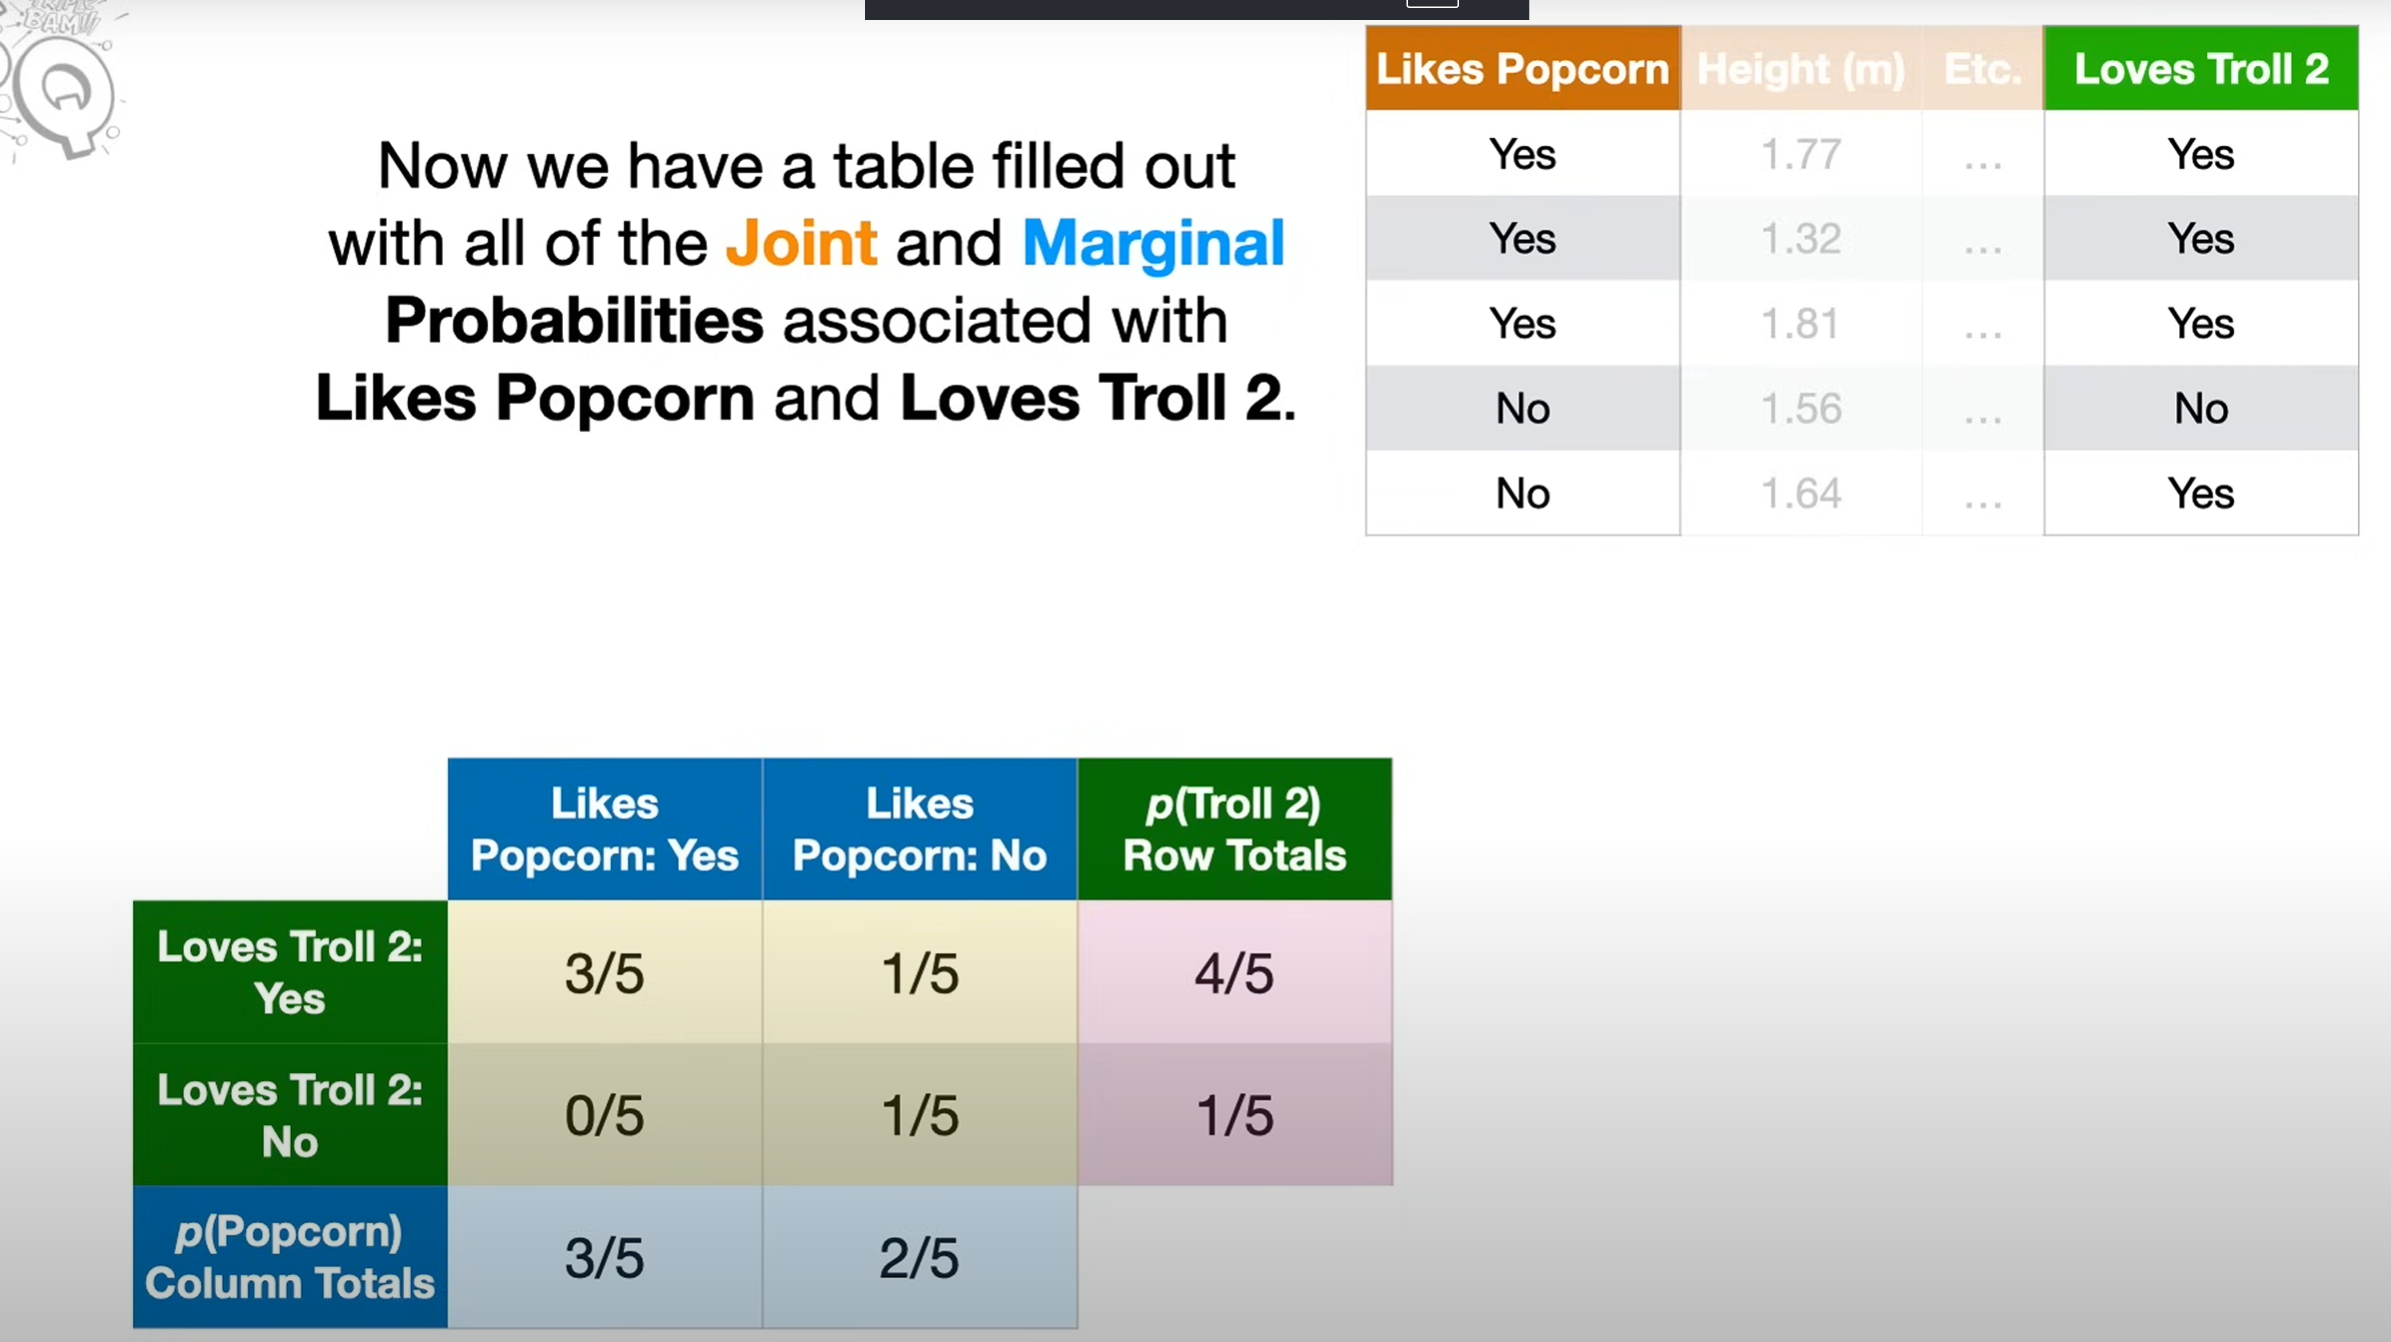 TRIPLE
BAM!!!
Now we have a table filled out
with all of the Joint and Marginal
Probabilities associated with
Likes Popcorn and Loves Troll 2.
Likes Popcorn Height (m) Etc. Loves Troll 2
Yes 1.77 ... Yes
Yes 1.32 ... Yes
Yes 1.81 ... Yes
No 1.56 ... No
No 1.64 ... Yes
Likes Popcorn: Yes Likes Popcorn: No p(Troll 2) Row Totals
Loves Troll 2: Yes 3/5 1/5 4/5
Loves Troll 2: No 0/5 1/5 1/5
p(Popcorn) Column Totals 3/5 2/5